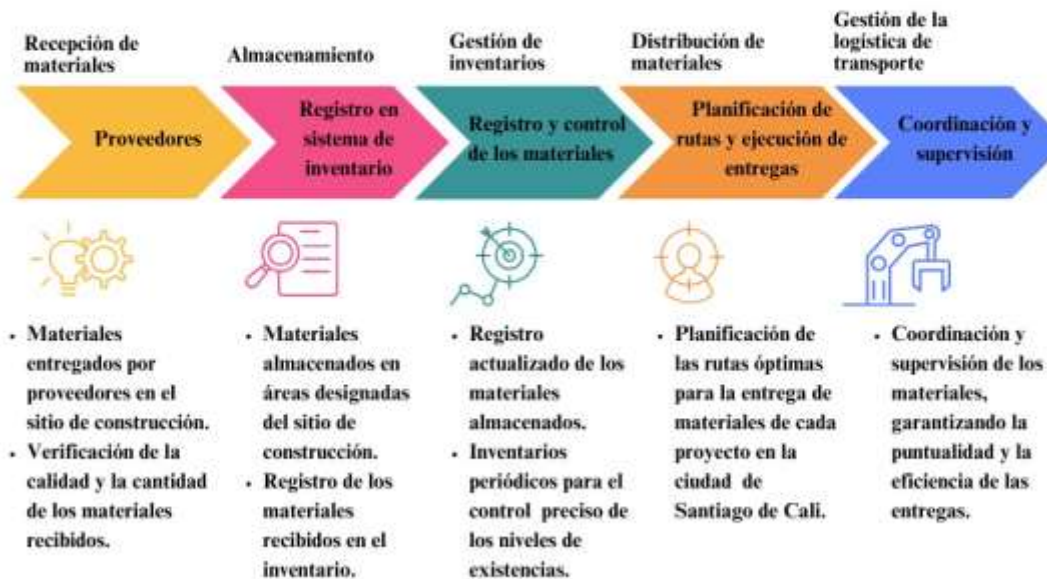 Recepción de
materiales
Almacenamiento
Gestión de
inventarios
Distribución de
materiales
Gestión de la
logística de
transporte
Proveedores
Registro en
sistema de
inventario
Registro y control
de los materiales
Planificación de
rutas y ejecución de
entregas
Coordinación y
supervisión
• Materiales
entregados por
proveedores en el
sitio de construcción.
• Verificación de la
calidad y la cantidad
de los materiales
recibidos.
• Materiales
almacenados en
áreas designadas
del sitio de
construcción.
• Registro de los
materiales
recibidos en el
inventario.
• Registro
actualizado de los
materiales
almacenados.
• Inventarios
periódicos para el
control preciso de
los niveles de
existencias.
• Planificación de
las rutas óptimas
para la entrega de
materiales de cada
proyecto en la
ciudad de
Santiago de Cali.
• Coordinación y
supervisión de los
materiales,
garantizando la
puntualidad y la
eficiencia de las
entregas.